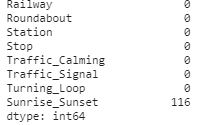 Railway 0
Roundabout 0
Station 0
Stop 0
Traffic_Calming 0
Traffic_Signal 0
Turning_Loop 0
Sunrise_Sunset 116
dtype: int64